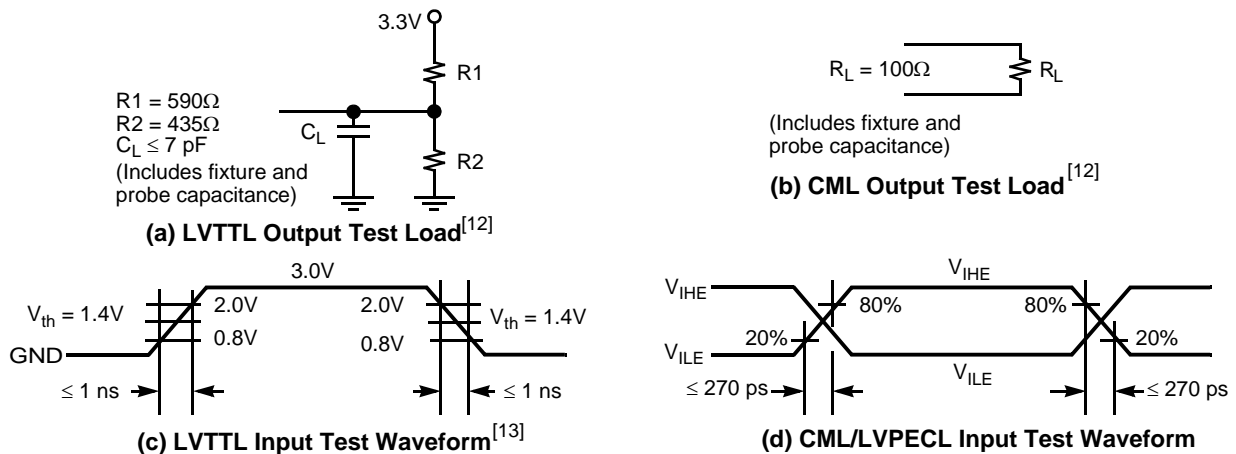 3.3V
R1
R1 = 590Ω
R2 = 435Ω
C_L ≤ 7 pF
(Includes fixture and
probe capacitance)
C_L
R2
(a) LVTTL Output Test Load[12]
R_L = 100Ω
R_L
(Includes fixture and
probe capacitance)
(b) CML Output Test Load[12]
3.0V
V_th = 1.4V
2.0V
0.8V
2.0V
0.8V
V_th = 1.4V
GND
≤ 1 ns
≤ 1 ns
(c) LVTTL Input Test Waveform[13]
V_IHE
V_IHE
80%
80%
20%
20%
V_ILE
V_ILE
≤ 270 ps
≤ 270 ps
(d) CML/LVPECL Input Test Waveform